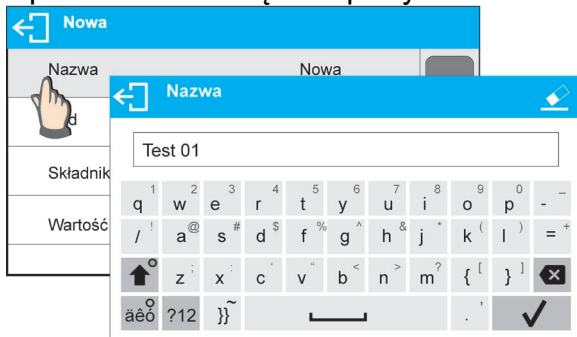 Nowa
Nazwa Nowa
d
Składnik
Wartość
Nazwa
Test 01
q 1 w 2 e 3 r 4 t 5 y 6 u 7 i 8 o 9 p 0 - _
/ ! a @ s # d $ f % g ^ h & j * k ( l ) = +
z ; x : c ' v " b < n > m ? { [ } ]
äêó ?12 }}~ . ,